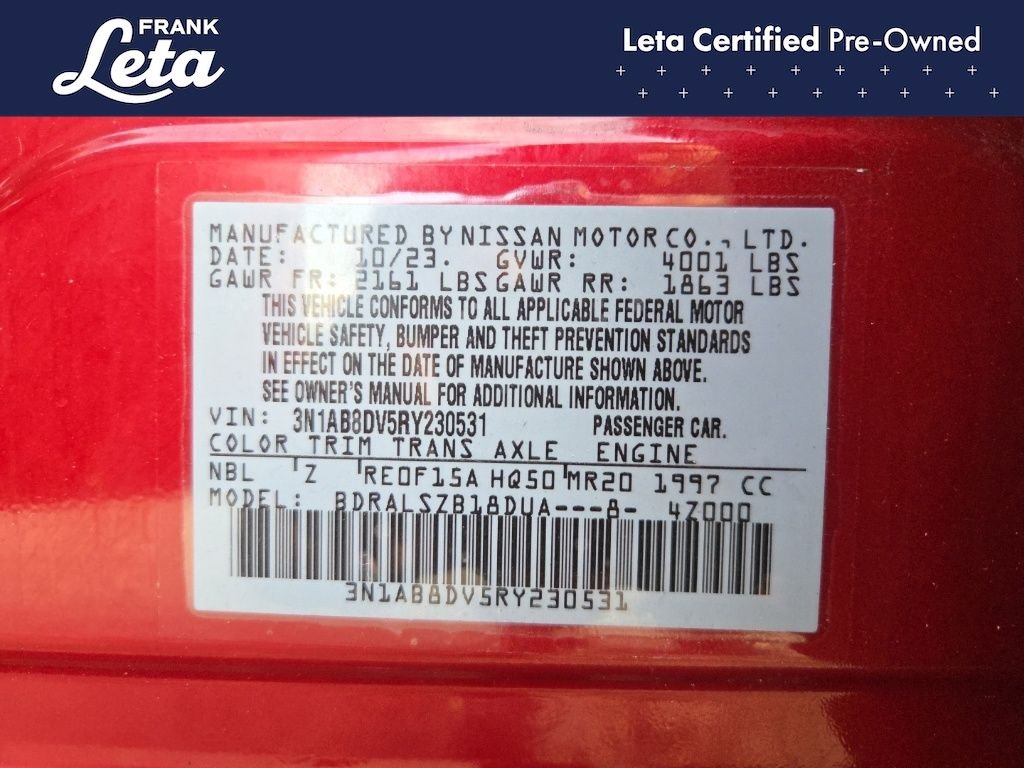 FRANK
Leta
Leta Certified Pre-Owned
MANUFACTURED BY NISSAN MOTOR CO., LTD.
DATE: 10/23. GVWR: 4001 LBS
GAWR FR: 2161 LBS GAWR RR: 1863 LBS
THIS VEHICLE CONFORMS TO ALL APPLICABLE FEDERAL MOTOR
VEHICLE SAFETY, BUMPER AND THEFT PREVENTION STANDARDS
IN EFFECT ON THE DATE OF MANUFACTURE SHOWN ABOVE.
SEE OWNER'S MANUAL FOR ADDITIONAL INFORMATION.
VIN: 3N1AB8DV5RY230531 PASSENGER CAR.
COLOR TRIM TRANS AXLE ENGINE
NBL Z RE0F15A HQ50 MR20 1997 CC
MODEL: BDRALSZB18DUA---8- 4Z000
3N1AB8DV5RY230531